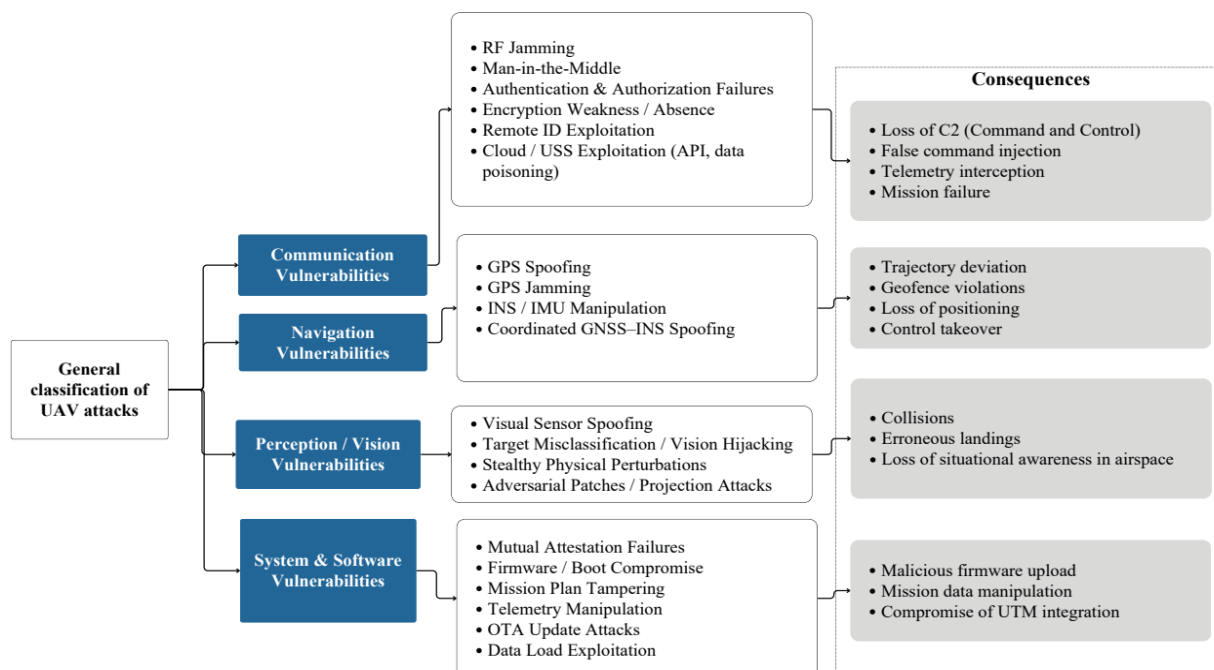 General
classification of
UAV attacks
Communication
Vulnerabilities
• RF Jamming
• Man-in-the-Middle
• Authentication & Authorization Failures
• Encryption Weakness / Absence
• Remote ID Exploitation
• Cloud / USS Exploitation (API, data
poisoning)
Navigation
Vulnerabilities
• GPS Spoofing
• GPS Jamming
• INS / IMU Manipulation
• Coordinated GNSS–INS Spoofing
Perception / Vision
Vulnerabilities
• Visual Sensor Spoofing
• Target Misclassification / Vision Hijacking
• Stealthy Physical Perturbations
• Adversarial Patches / Projection Attacks
System & Software
Vulnerabilities
• Mutual Attestation Failures
• Firmware / Boot Compromise
• Mission Plan Tampering
• Telemetry Manipulation
• OTA Update Attacks
• Data Load Exploitation
Consequences
• Loss of C2 (Command and Control)
• False command injection
• Telemetry interception
• Mission failure
• Trajectory deviation
• Geofence violations
• Loss of positioning
• Control takeover
• Collisions
• Erroneous landings
• Loss of situational awareness in airspace
• Malicious firmware upload
• Mission data manipulation
• Compromise of UTM integration